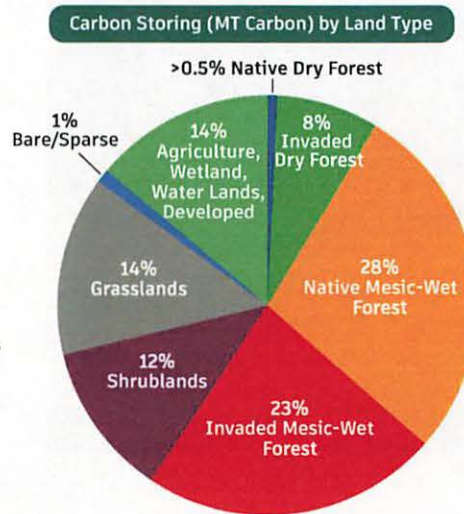 Carbon Storing (MT Carbon) by Land Type
>0.5% Native Dry Forest
1%
Bare/Sparse
14%
Agriculture,
Wetland,
Water Lands,
Developed
8%
Invaded
Dry Forest
28%
Native Mesic-Wet
Forest
14%
Grasslands
12%
Shrublands
23%
Invaded Mesic-Wet
Forest